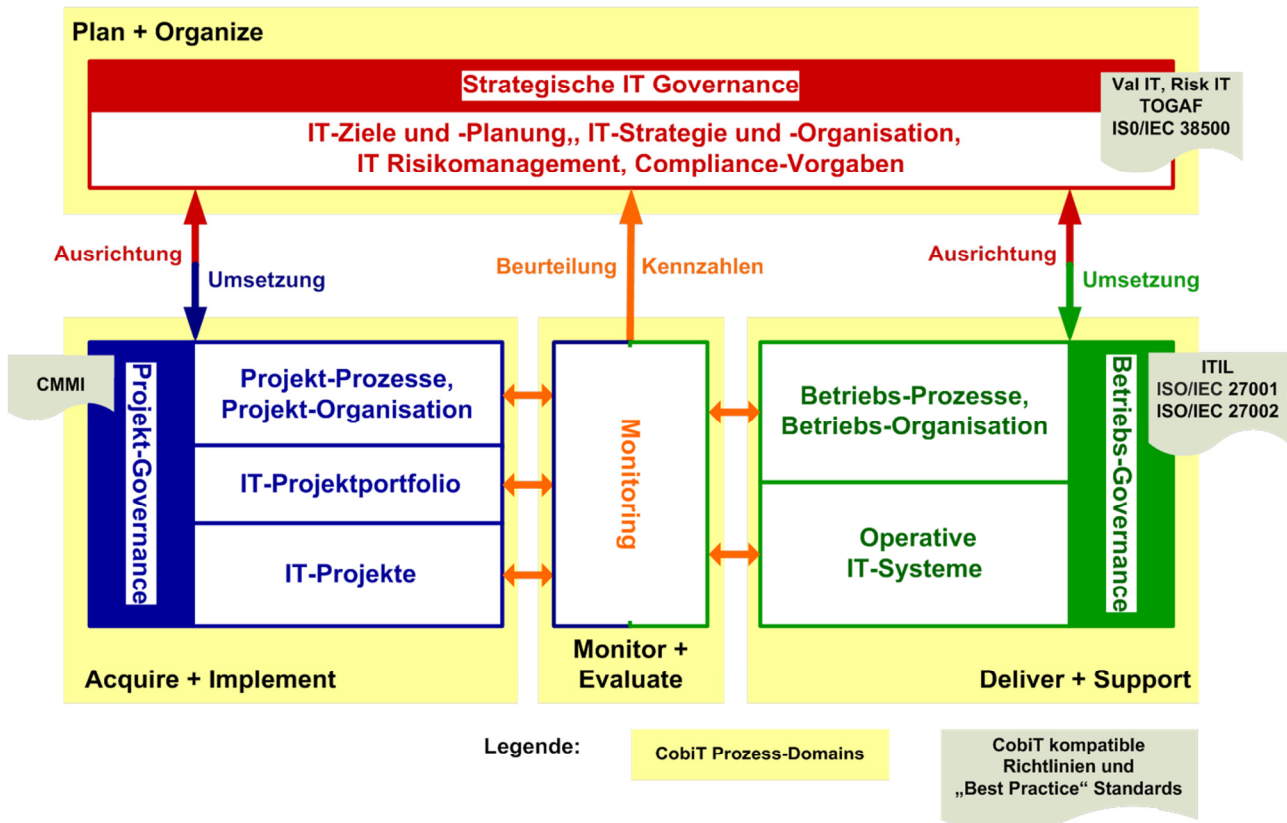 Plan + Organize
Strategische IT Governance
IT-Ziele und -Planung,, IT-Strategie und -Organisation,
IT Risikomanagement, Compliance-Vorgaben
Val IT, Risk IT
TOGAF
IS0/IEC 38500
Ausrichtung
Umsetzung
Beurteilung
Kennzahlen
Ausrichtung
Umsetzung
CMMI
Projekt-Governance
Projekt-Prozesse,
Projekt-Organisation
IT-Projektportfolio
IT-Projekte
Acquire + Implement
Monitoring
Monitor +
Evaluate
Betriebs-Prozesse,
Betriebs-Organisation
Operative
IT-Systeme
Betriebs-Governance
ITIL
ISO/IEC 27001
ISO/IEC 27002
Deliver + Support
Legende:
CobiT Prozess-Domains
CobiT kompatible
Richtlinien und
„Best Practice“ Standards